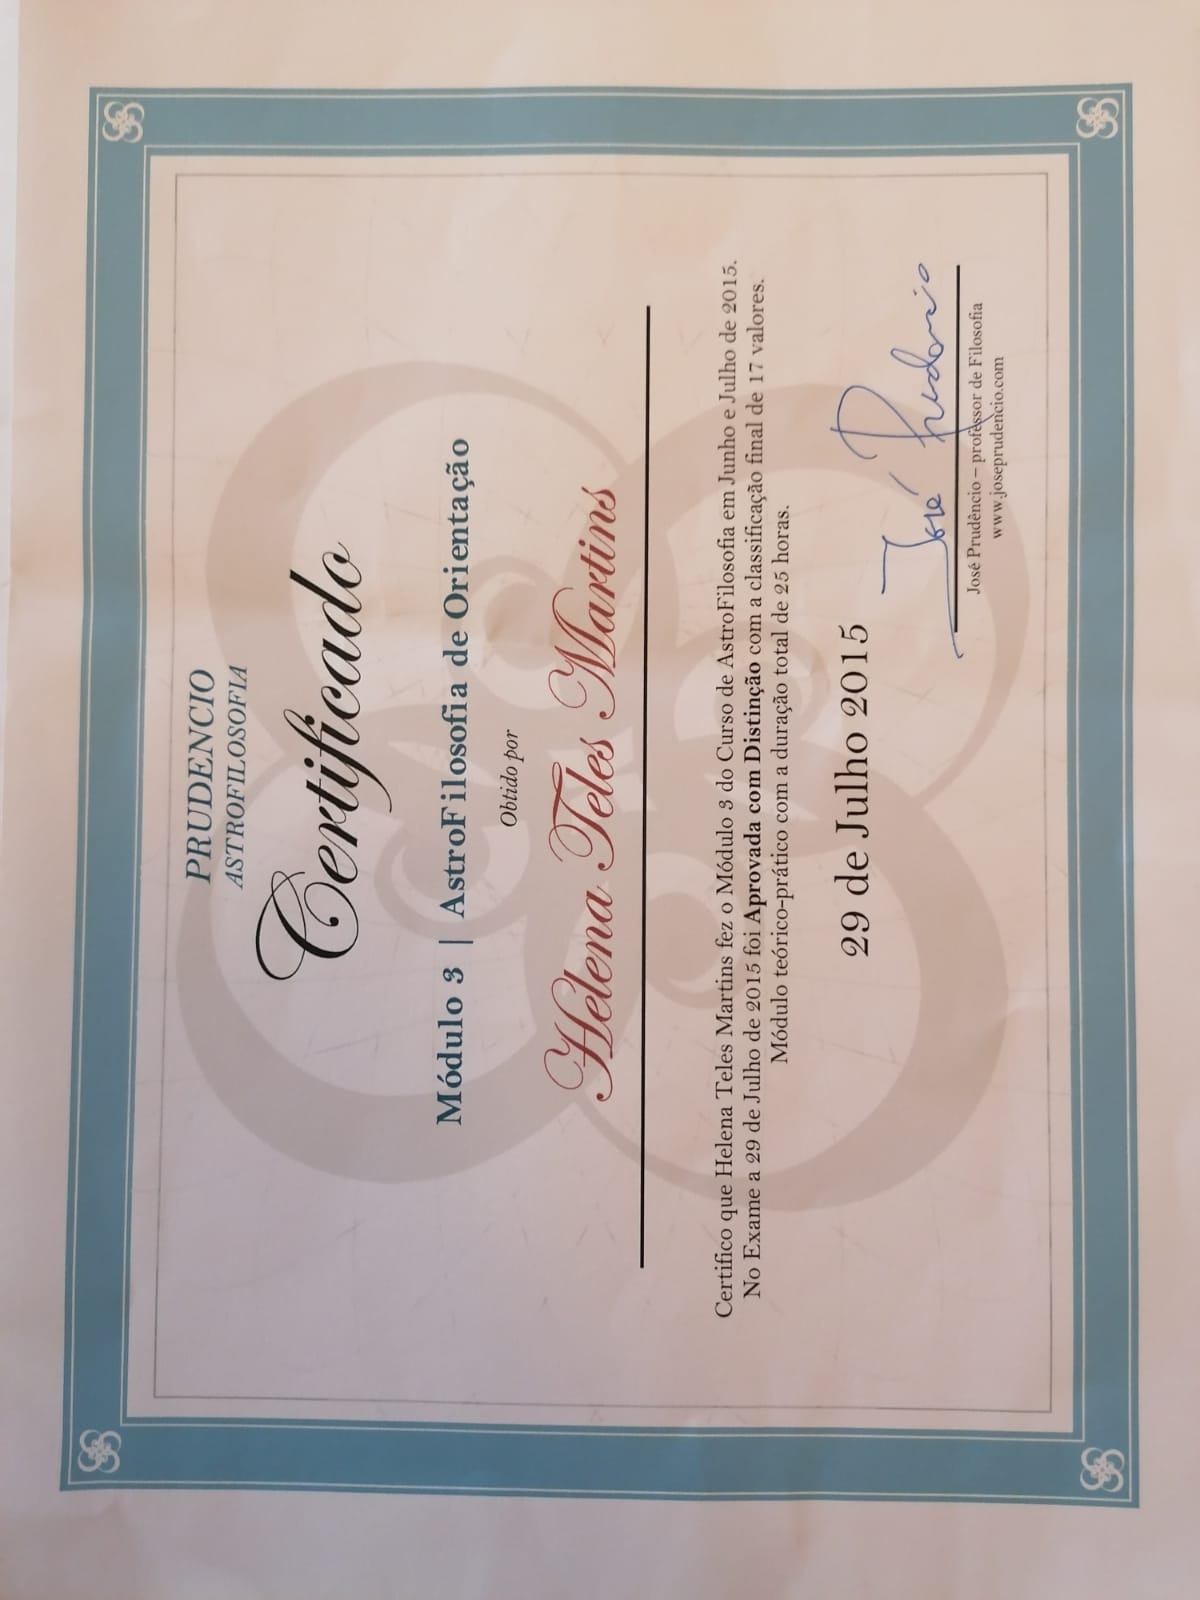 PRUDENCIO
ASTROFILOSOFIA
Certificado
Módulo 3 | AstroFilosofia de Orientação
Obtido por
Helena Teles Martins
Certifico que Helena Teles Martins fez o Módulo 3 do Curso de AstroFilosofia em Junho e Julho de 2015.
No Exame a 29 de Julho de 2015 foi Aprovada com Distinção com a classificação final de 17 valores.
Módulo teórico-prático com a duração total de 25 horas.
29 de Julho 2015
José Prudencio
José Prudêncio – professor de Filosofia
www.joseprudencio.com